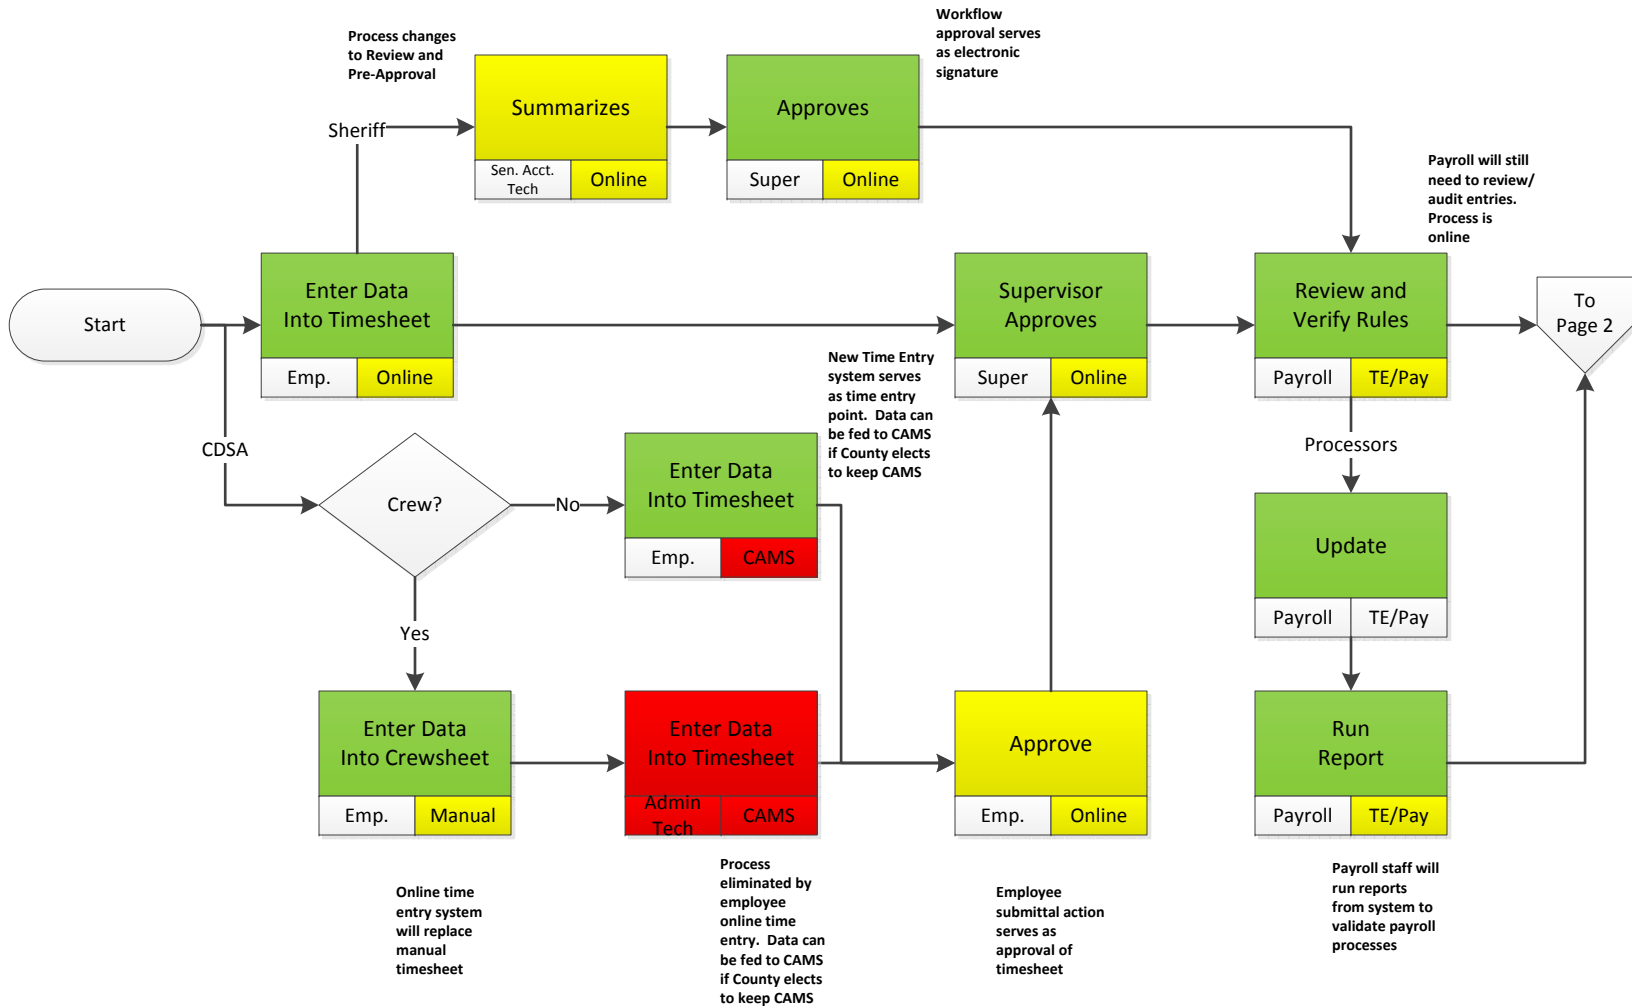 Process changes
to Review and
Pre-Approval
Workflow
approval serves
as electronic
signature
Summarizes
Sen. Acct.
Tech
Online
Approves
Super
Online
Sheriff
Payroll will still
need to review/
audit entries.
Process is
online
Start
Enter Data
Into Timesheet
Emp.
Online
Supervisor
Approves
Super
Online
Review and
Verify Rules
Payroll
TE/Pay
To
Page 2
New Time Entry
system serves
as time entry
point.  Data can
be fed to CAMS
if County elects
to keep CAMS
CDSA
Crew?
No
Enter Data
Into Timesheet
Emp.
CAMS
Processors
Update
Payroll
TE/Pay
Yes
Enter Data
Into Crewsheet
Emp.
Manual
Enter Data
Into Timesheet
Admin
Tech
CAMS
Approve
Emp.
Online
Run
Report
Payroll
TE/Pay
Online time
entry system
will replace
manual
timesheet
Process
eliminated by
employee
online time
entry.  Data can
be fed to CAMS
if County elects
to keep CAMS
Employee
submittal action
serves as
approval of
timesheet
Payroll staff will
run reports
from system to
validate payroll
processes